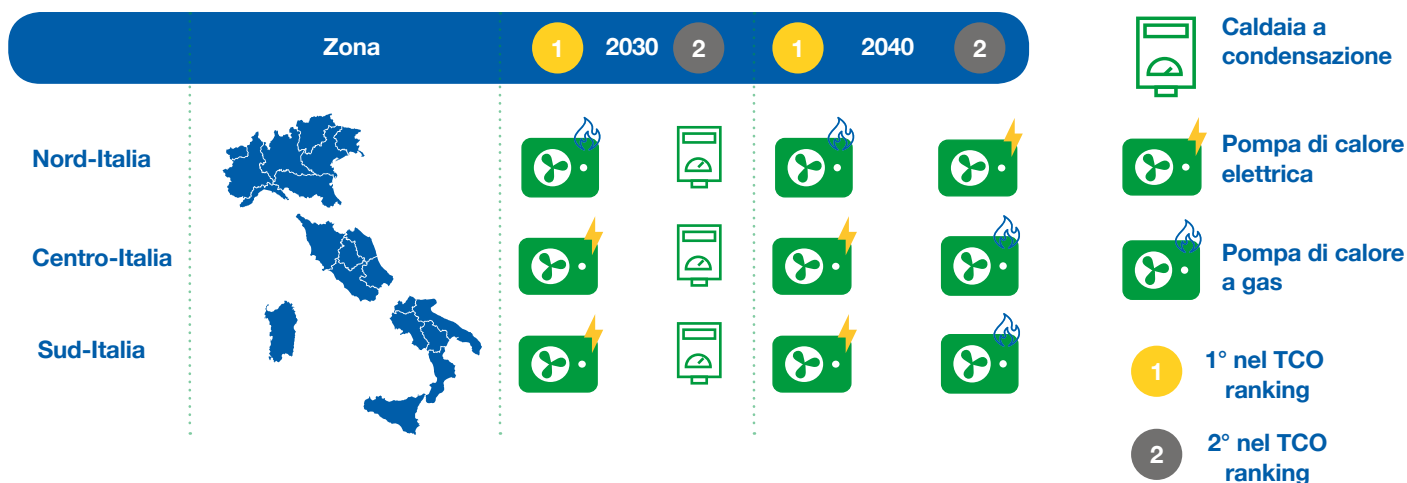 Zona
1
2030
2
1
2040
2
Nord-Italia
Centro-Italia
Sud-Italia
Caldaia a
condensazione
Pompa di calore
elettrica
Pompa di calore
a gas
1
1° nel TCO
ranking
2
2° nel TCO
ranking